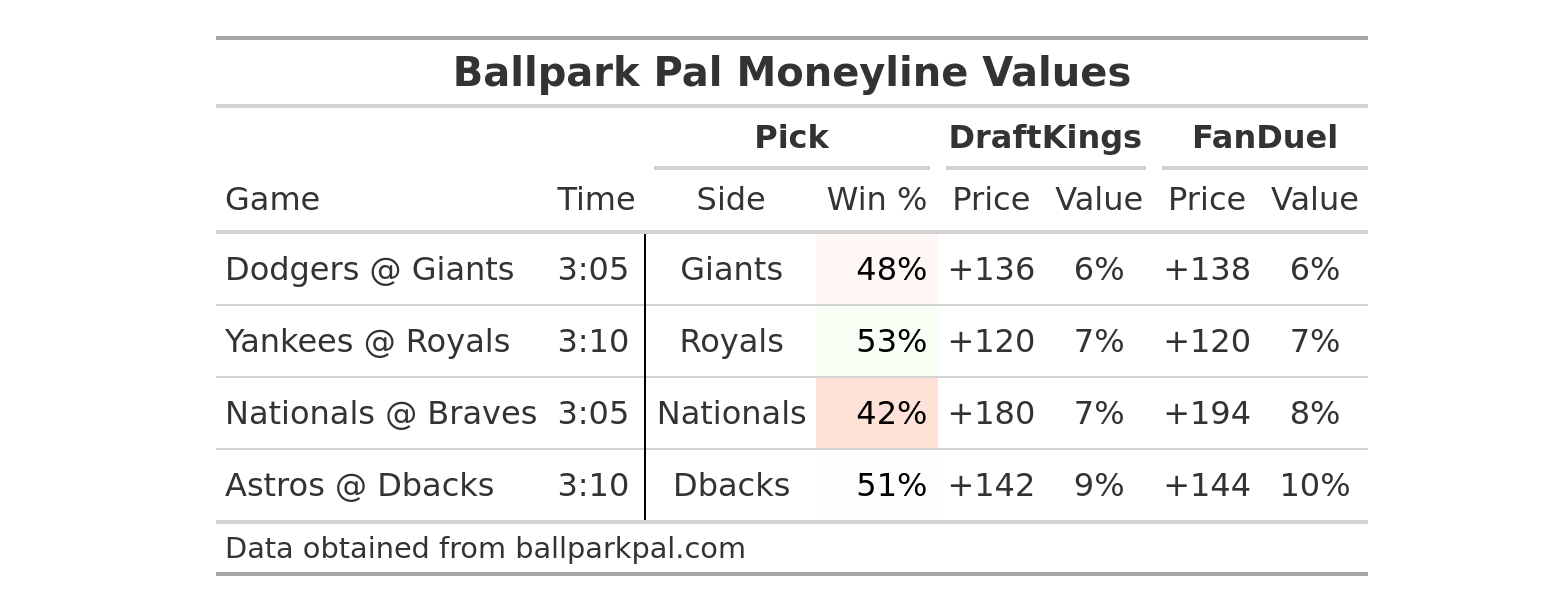 Ballpark Pal Moneyline Values
Pick DraftKings FanDuel
Game Time Side Win % Price Value Price Value
Dodgers @ Giants 3:05 Giants 48% +136 6% +138 6%
Yankees @ Royals 3:10 Royals 53% +120 7% +120 7%
Nationals @ Braves 3:05 Nationals 42% +180 7% +194 8%
Astros @ Dbacks 3:10 Dbacks 51% +142 9% +144 10%
Data obtained from ballparkpal.com